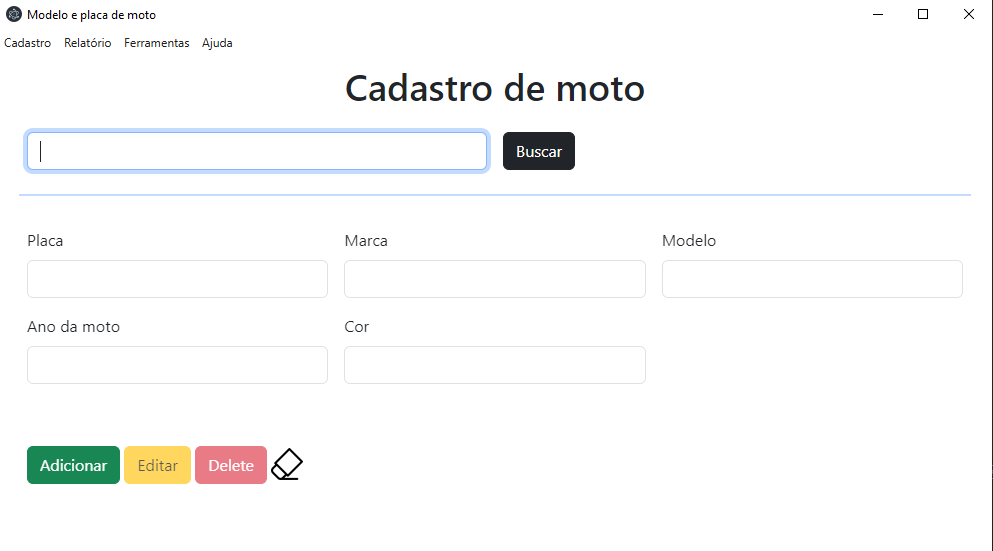 Modelo e placa de moto
Cadastro Relatório Ferramentas Ajuda
Cadastro de moto
Buscar
Placa Marca Modelo
Ano da moto Cor
Adicionar Editar Delete